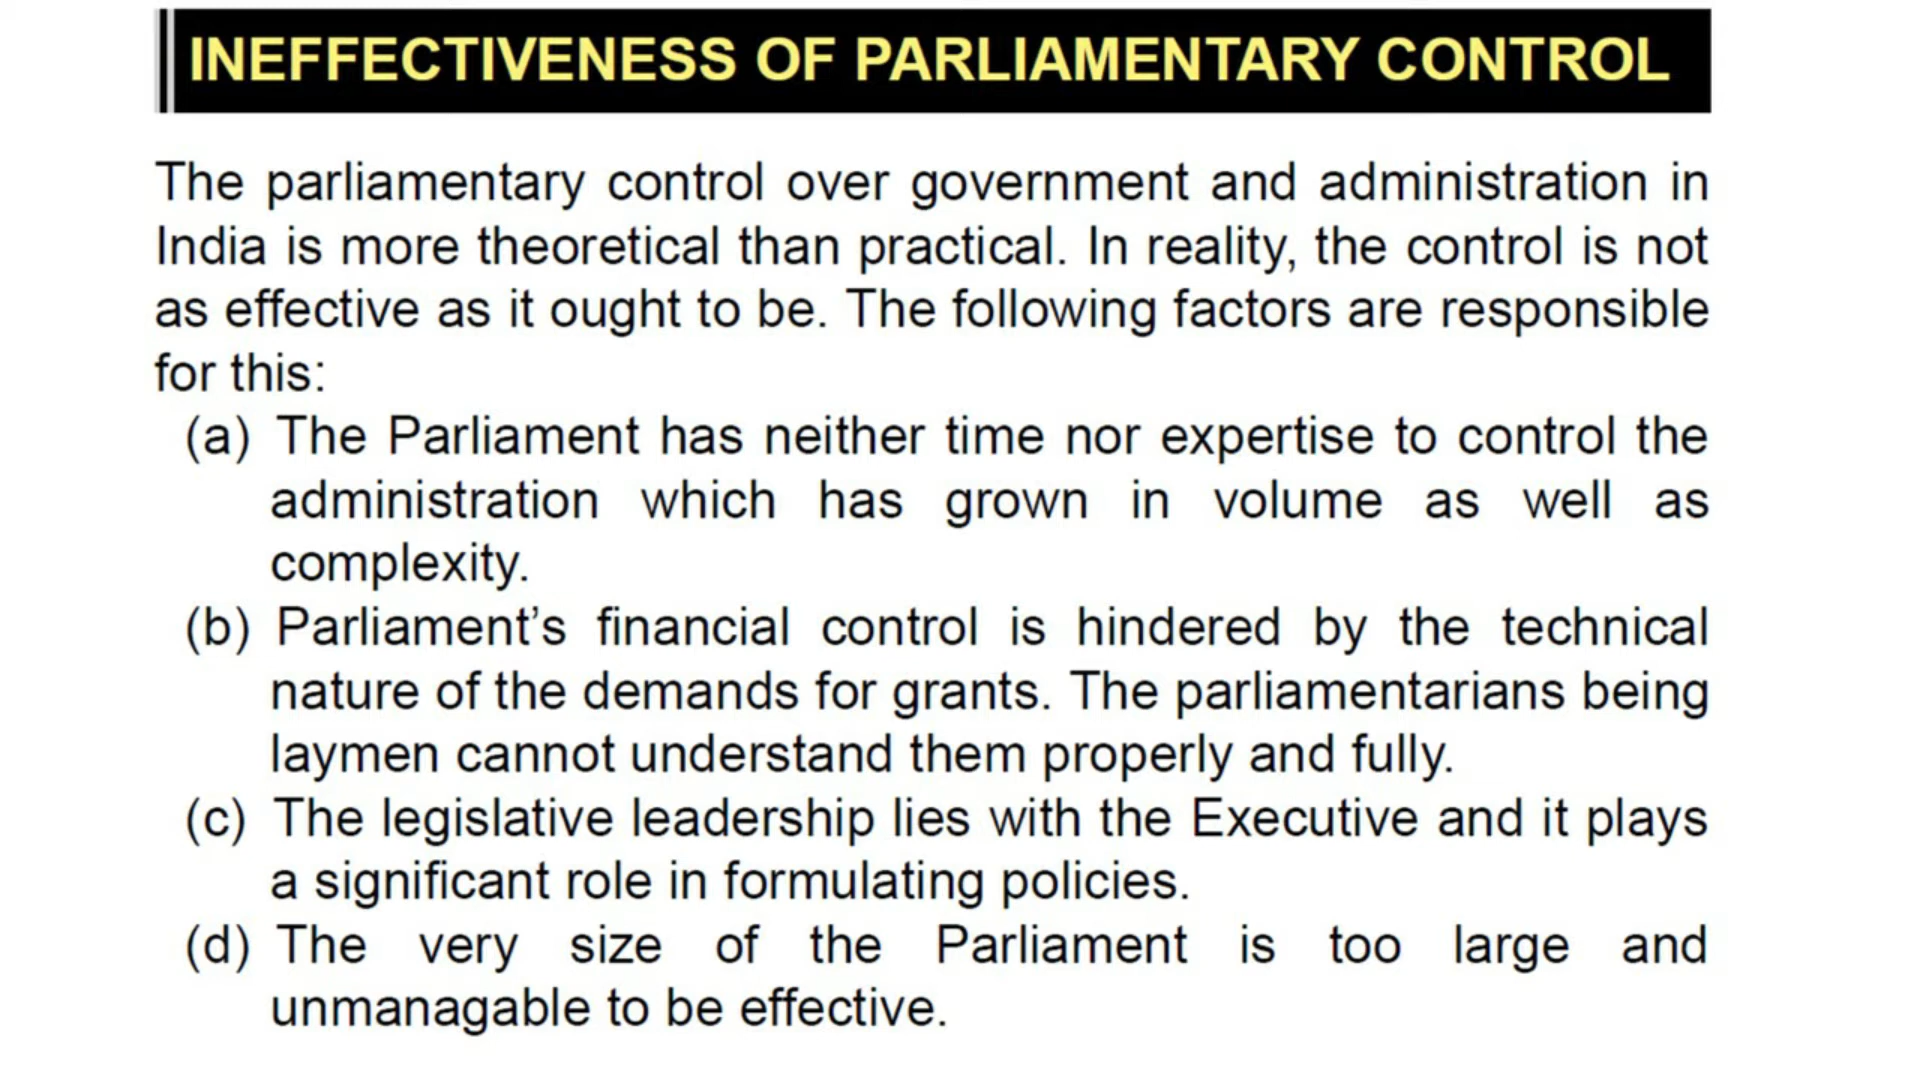 INEFFECTIVENESS OF PARLIAMENTARY CONTROL
The parliamentary control over government and administration in
India is more theoretical than practical. In reality, the control is not
as effective as it ought to be. The following factors are responsible
for this:
(a) The Parliament has neither time nor expertise to control the
administration which has grown in volume as well as
complexity.
(b) Parliament’s financial control is hindered by the technical
nature of the demands for grants. The parliamentarians being
laymen cannot understand them properly and fully.
(c) The legislative leadership lies with the Executive and it plays
a significant role in formulating policies.
(d) The very size of the Parliament is too large and
unmanagable to be effective.